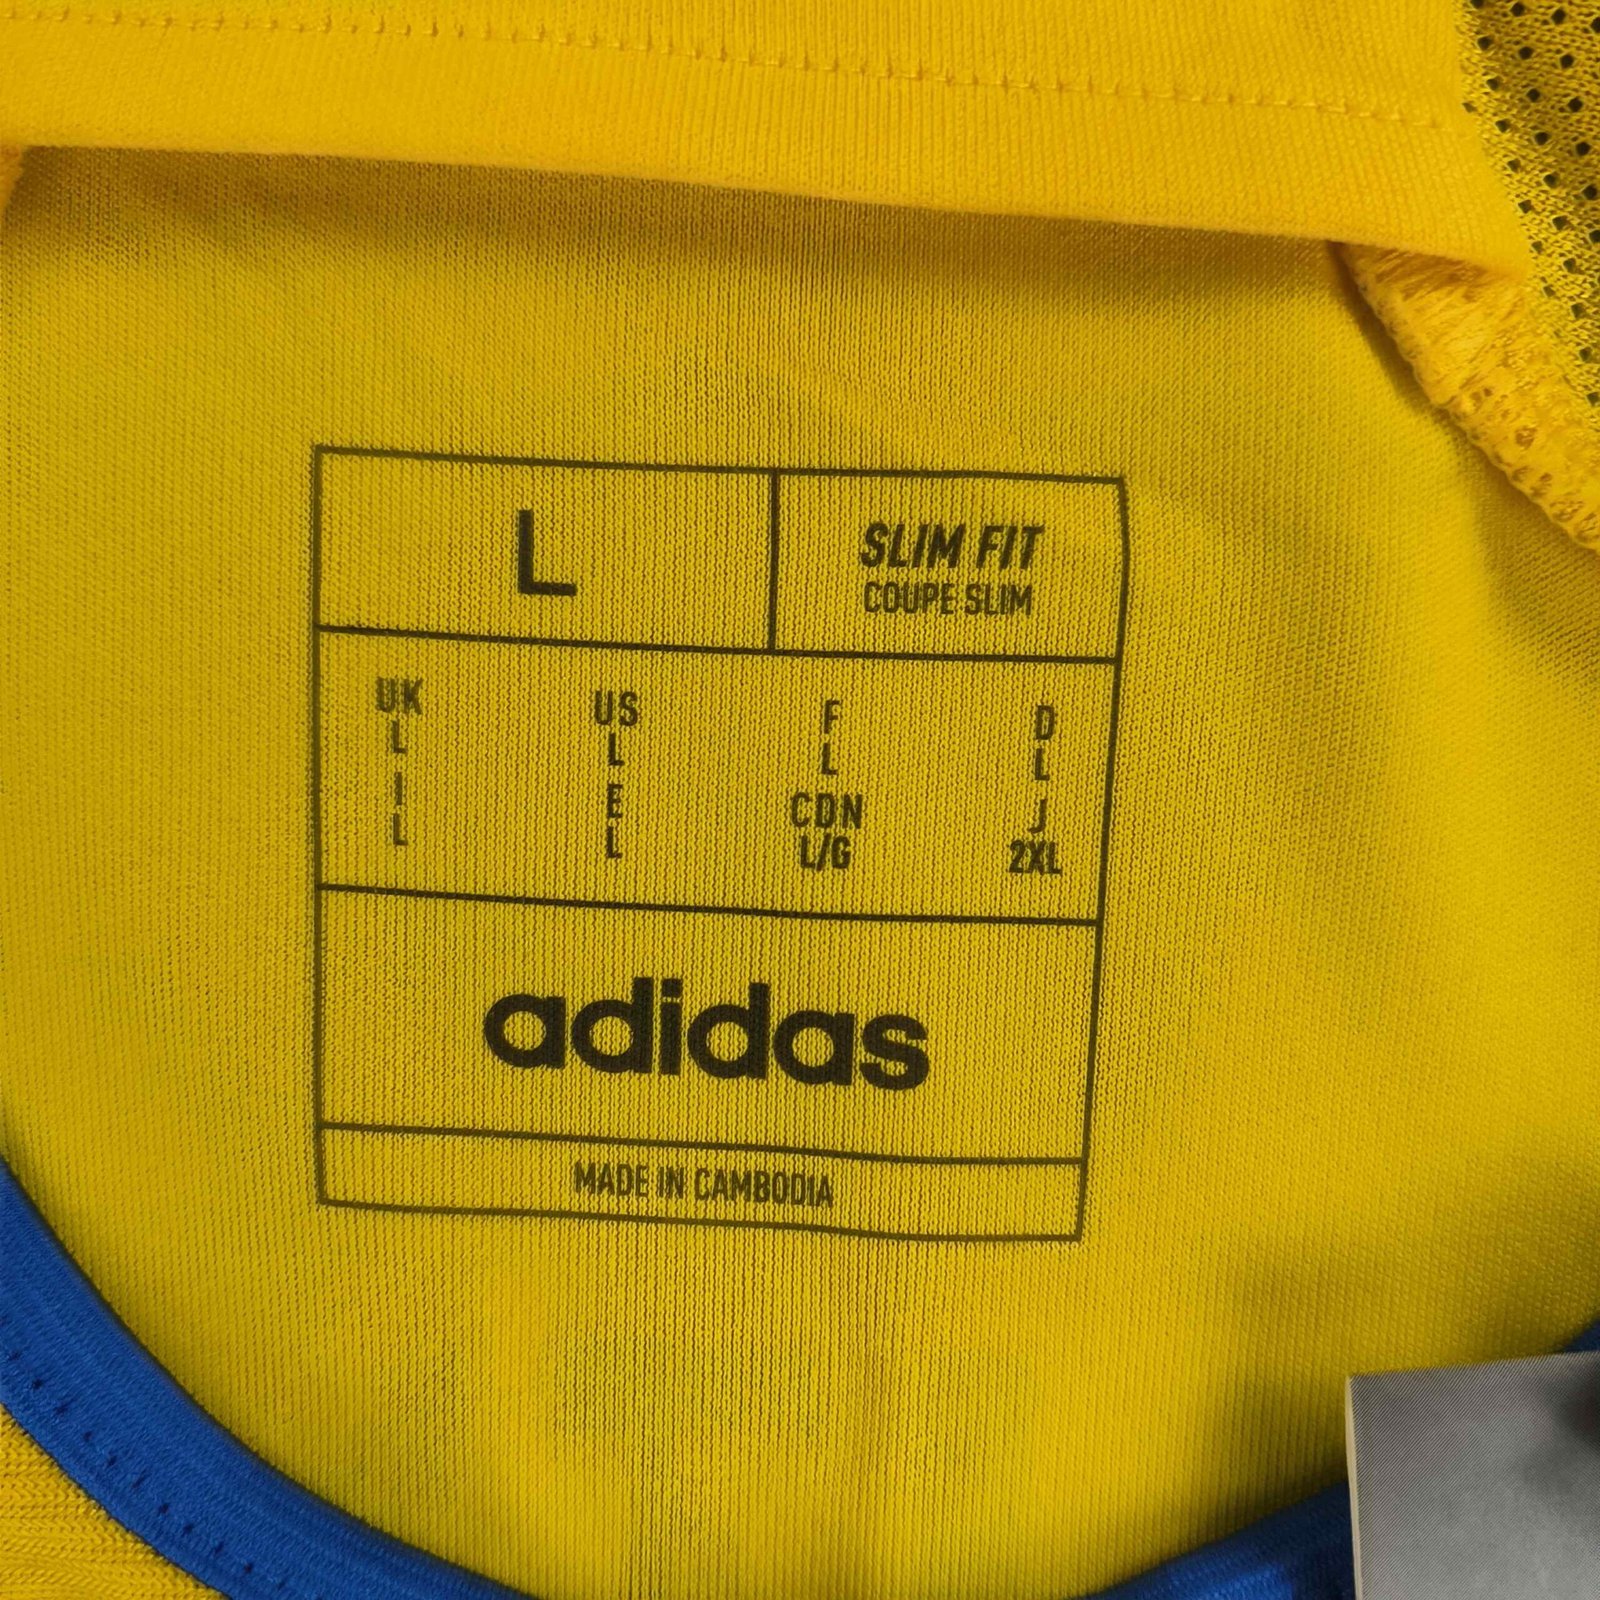 L
SLIM FIT
COUPE SLIM
UK US F D
L L L L
I E CDN J
L L L/G 2XL
adidas
MADE IN CAMBODIA